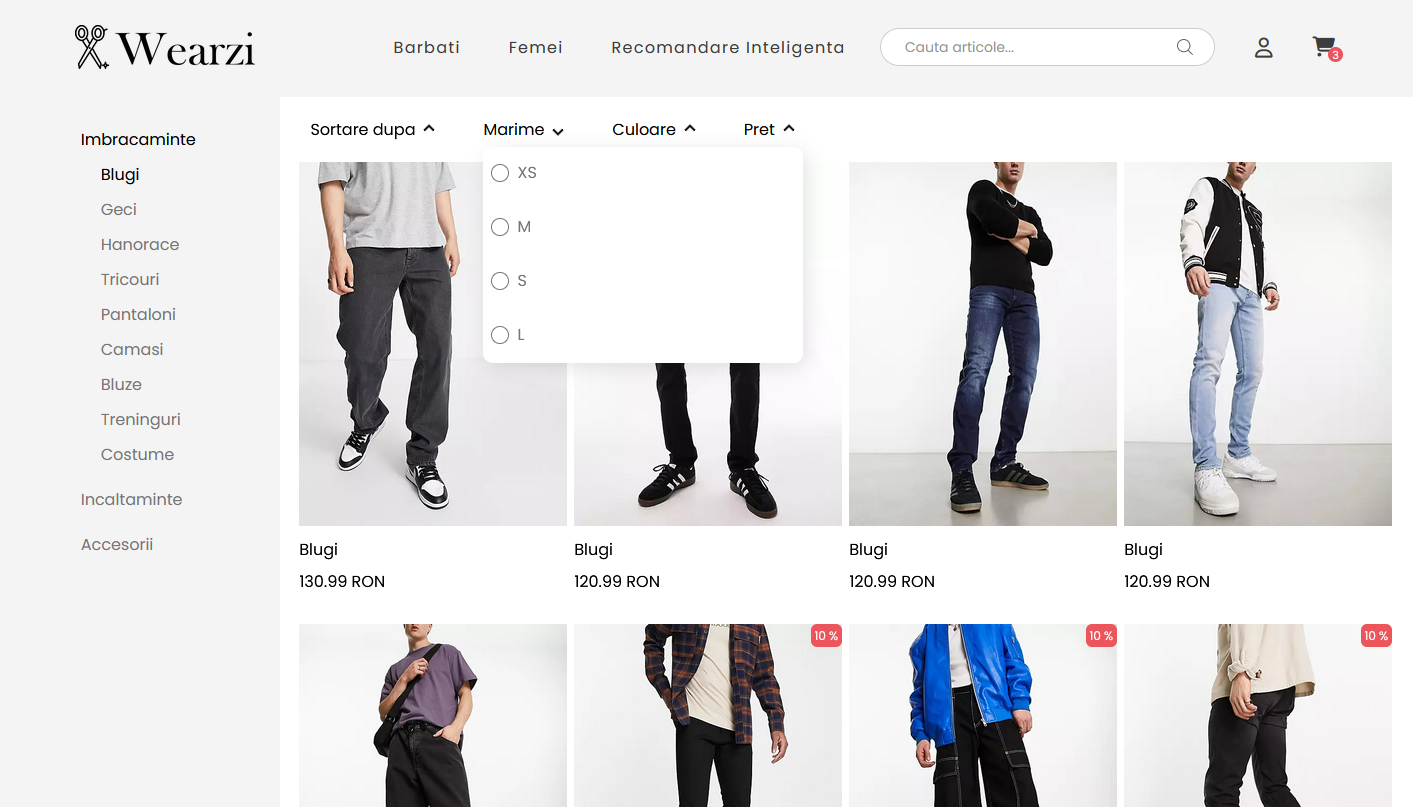 Wearzi
Barbati Femei Recomandare Inteligenta
Cauta articole...
3
Imbracaminte
Blugi
Geci
Hanorace
Tricouri
Pantaloni
Camasi
Bluze
Treninguri
Costume
Incaltaminte
Accesorii
Sortare dupa Marime Culoare Pret
XS
M
S
L
Blugi Blugi Blugi Blugi
130.99 RON 120.99 RON 120.99 RON 120.99 RON
10 % 10 % 10 %